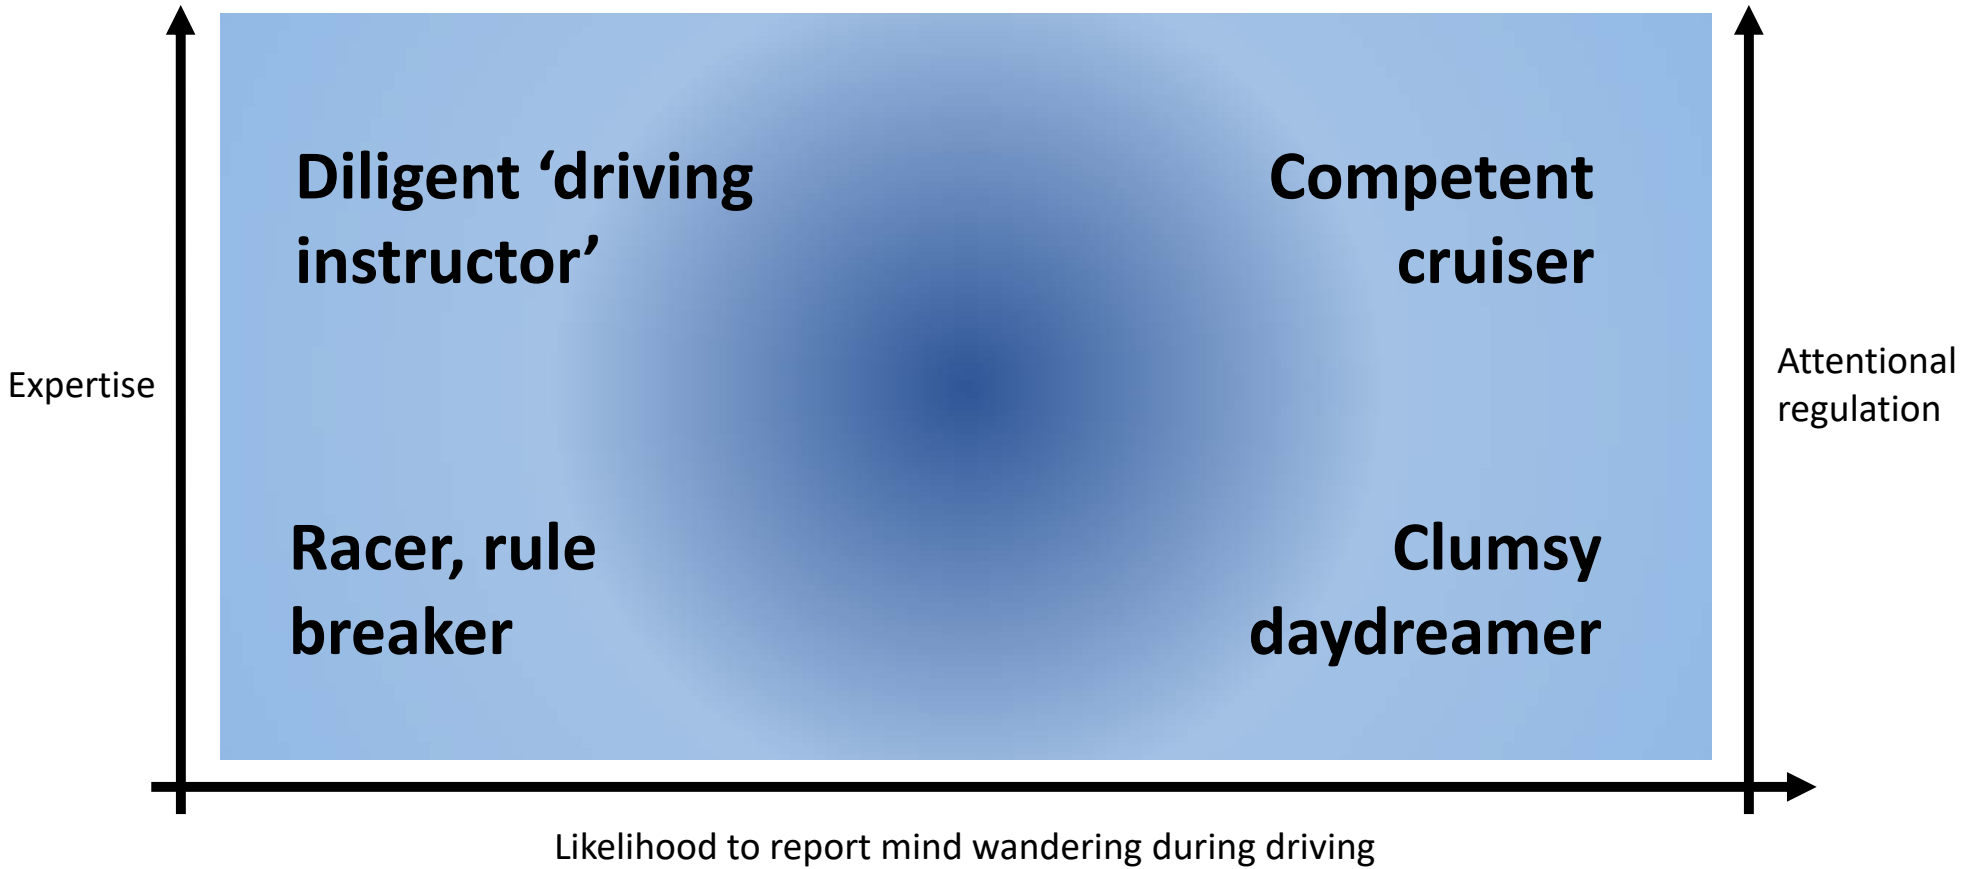 Diligent ‘driving
instructor’
Competent
cruiser
Expertise
Attentional
regulation
Racer, rule
breaker
Clumsy
daydreamer
Likelihood to report mind wandering during driving